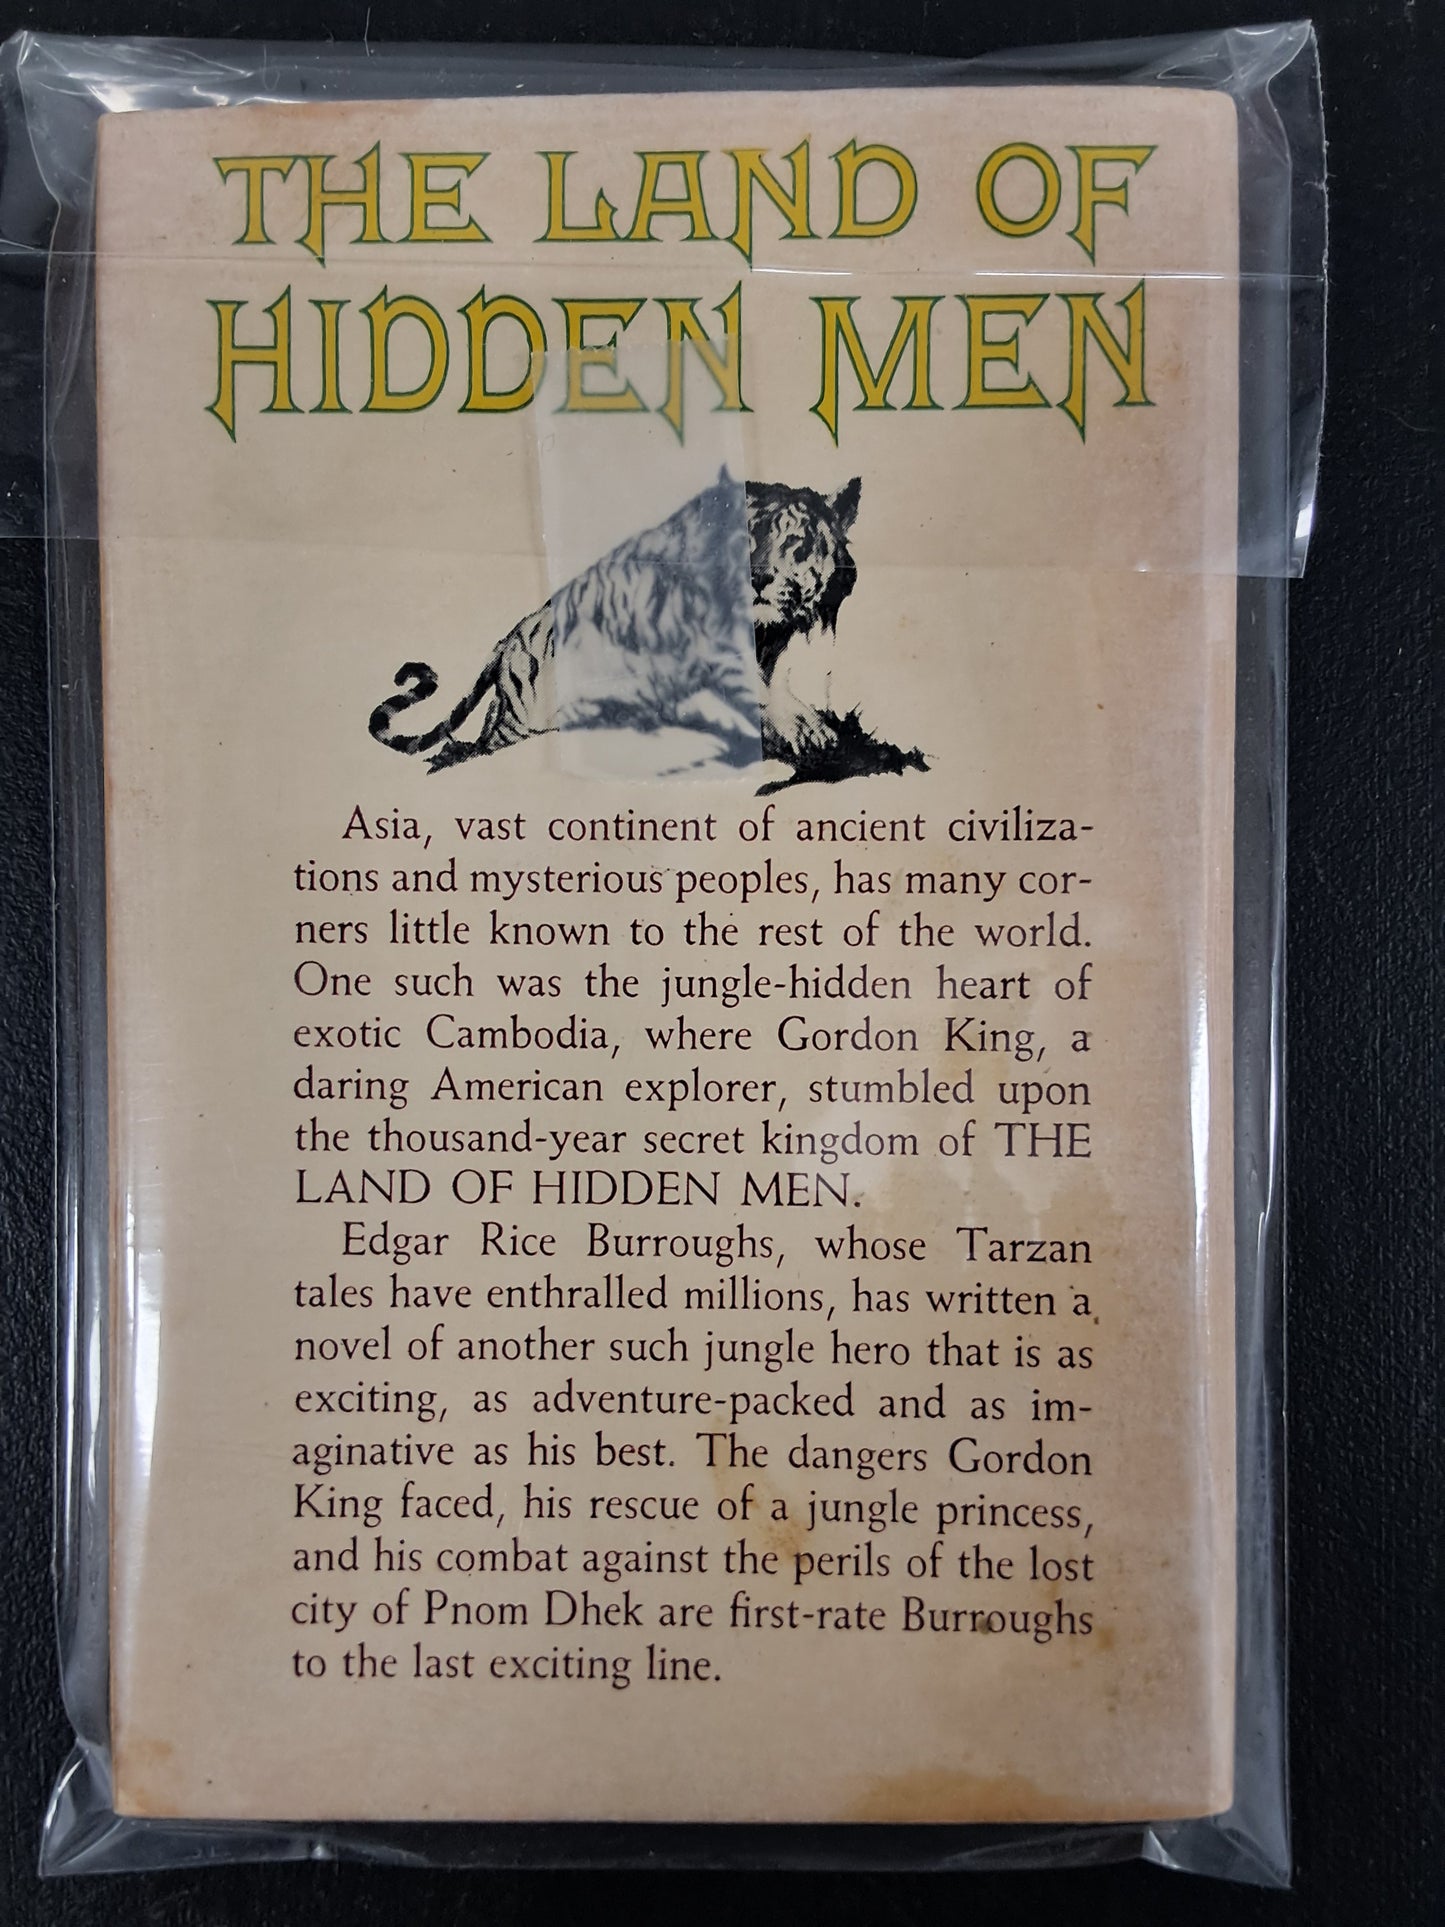 THE LAND OF
HIDDEN MEN
Asia, vast continent of ancient civiliza-
tions and mysterious peoples, has many cor-
ners little known to the rest of the world.
One such was the jungle-hidden heart of
exotic Cambodia, where Gordon King, a
daring American explorer, stumbled upon
the thousand-year secret kingdom of THE
LAND OF HIDDEN MEN.
Edgar Rice Burroughs, whose Tarzan
tales have enthralled millions, has written a
novel of another such jungle hero that is as
exciting, as adventure-packed and as im-
aginative as his best. The dangers Gordon
King faced, his rescue of a jungle princess,
and his combat against the perils of the lost
city of Pnom Dhek are first-rate Burroughs
to the last exciting line.